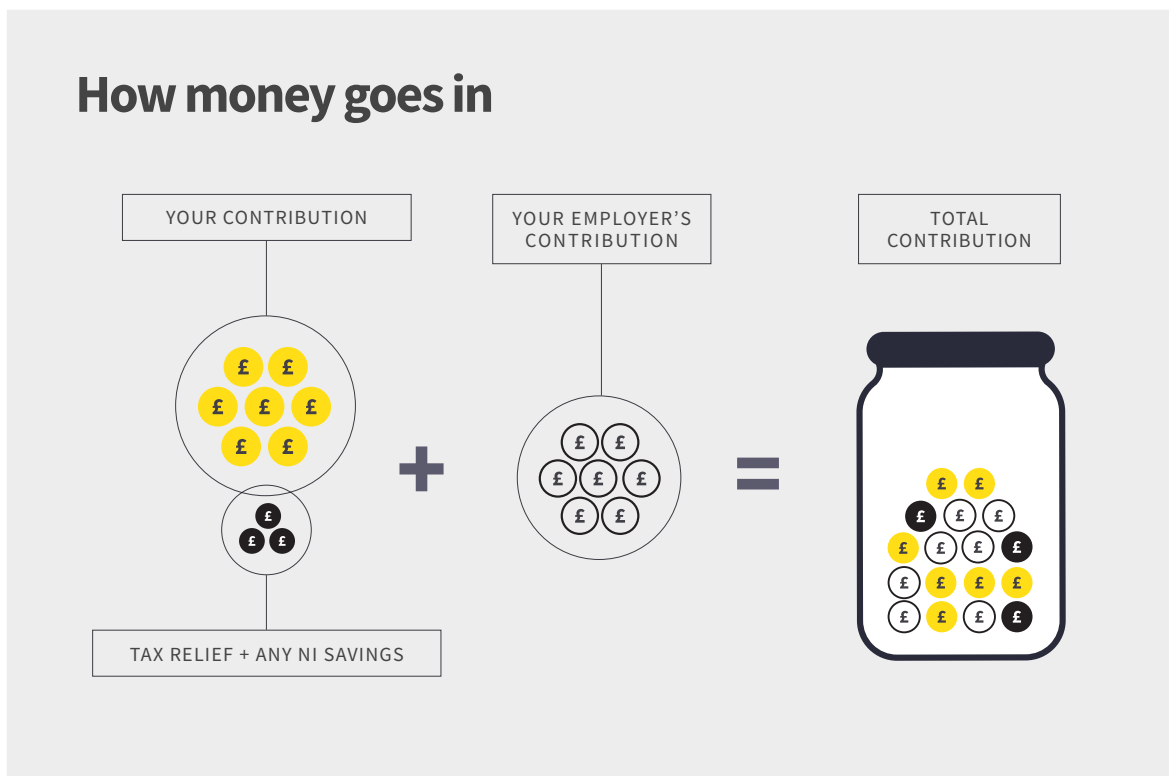 How money goes in
YOUR CONTRIBUTION
YOUR EMPLOYER’S
CONTRIBUTION
TOTAL
CONTRIBUTION
£ £
£ £ £
£ £
£
£ £
+
£ £
£ £ £
£ £
=
£ £
£ £ £
£ £ £ £
£ £ £ £
£ £ £ £
TAX RELIEF + ANY NI SAVINGS